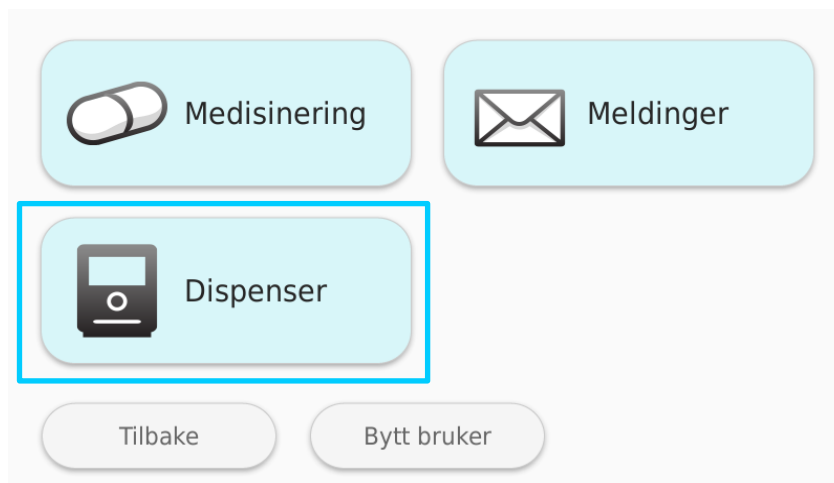 Medisinering
Meldinger
Dispenser
Tilbake
Bytt bruker